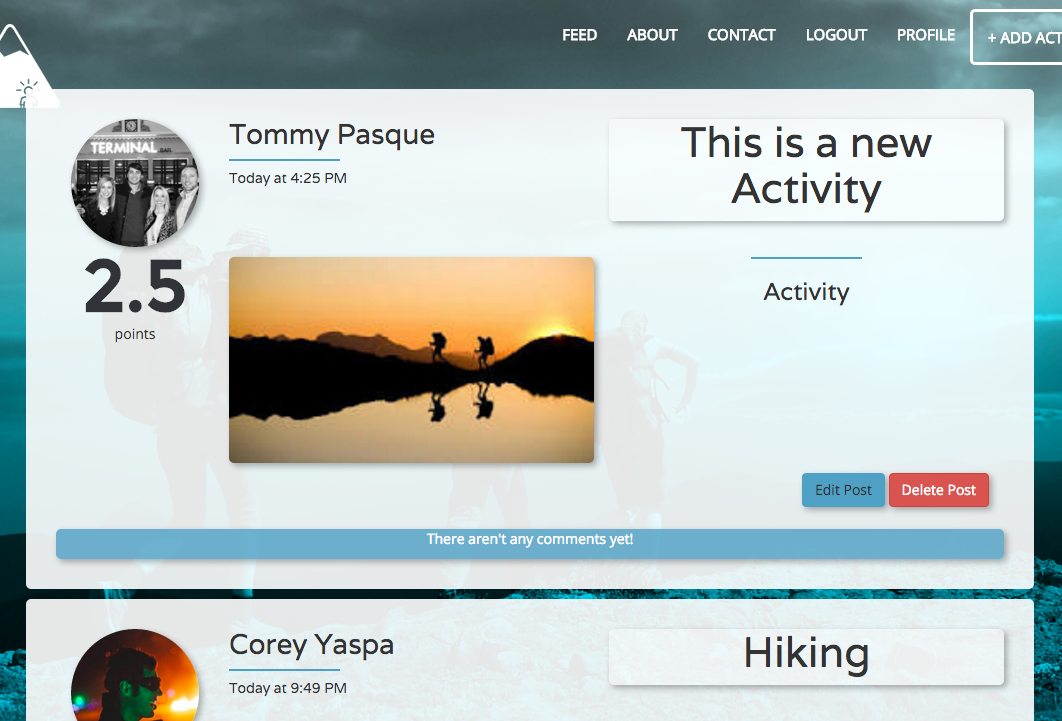 FEED ABOUT CONTACT LOGOUT PROFILE + ADD ACT
TERMINAL BAR
Tommy Pasque
Today at 4:25 PM
This is a new
Activity
2.5
points
Activity
Edit Post Delete Post
There aren't any comments yet!
Corey Yaspa
Today at 9:49 PM
Hiking